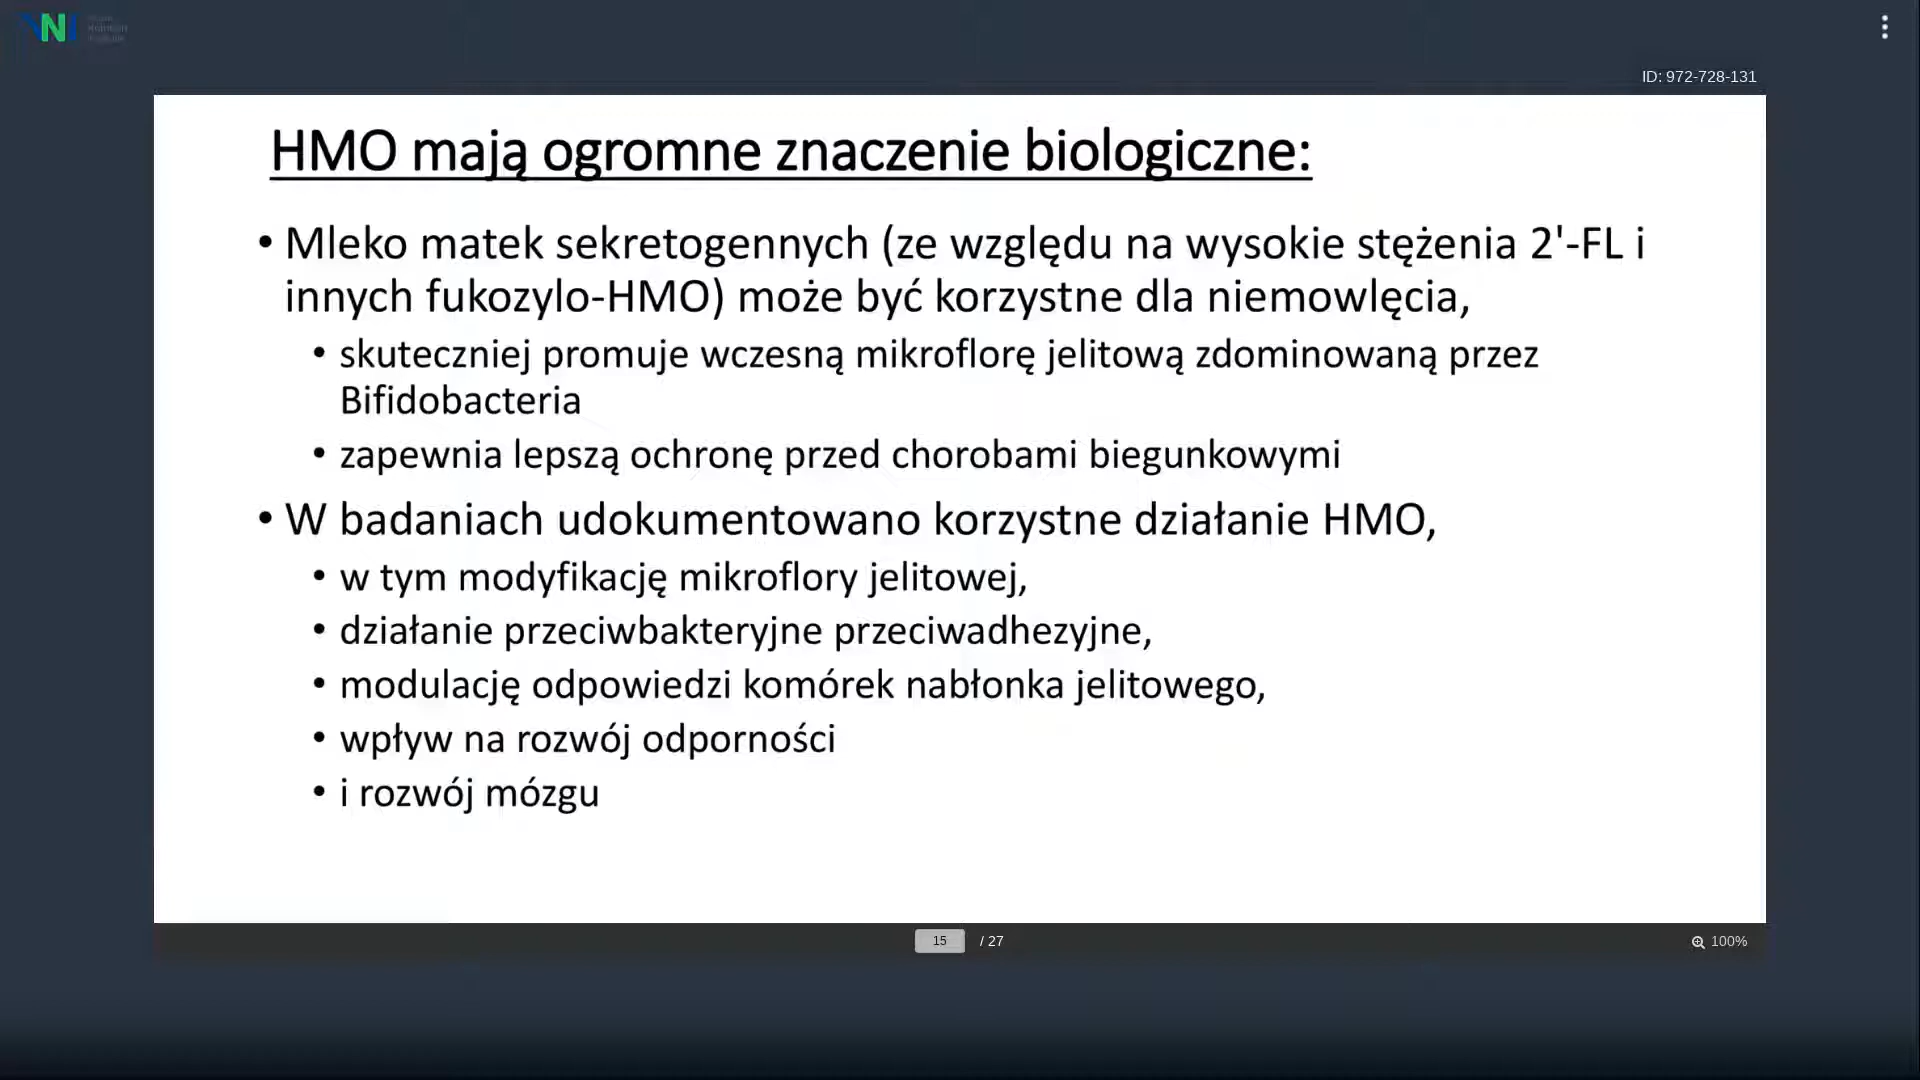 ID: 972-728-131
HMO mają ogromne znaczenie biologiczne:
• Mleko matek sekretogennych (ze względu na wysokie stężenia 2'-FL i
innych fukozylo-HMO) może być korzystne dla niemowlęcia,
• skuteczniej promuje wczesną mikroflorę jelitową zdominowaną przez
Bifidobacteria
• zapewnia lepszą ochronę przed chorobami biegunkowymi
• W badaniach udokumentowano korzystne działanie HMO,
• w tym modyfikację mikroflory jelitowej,
• działanie przeciwbakteryjne przeciwadhezyjne,
• modulację odpowiedzi komórek nabłonka jelitowego,
• wpływ na rozwój odporności
• i rozwój mózgu
15 / 27
100%